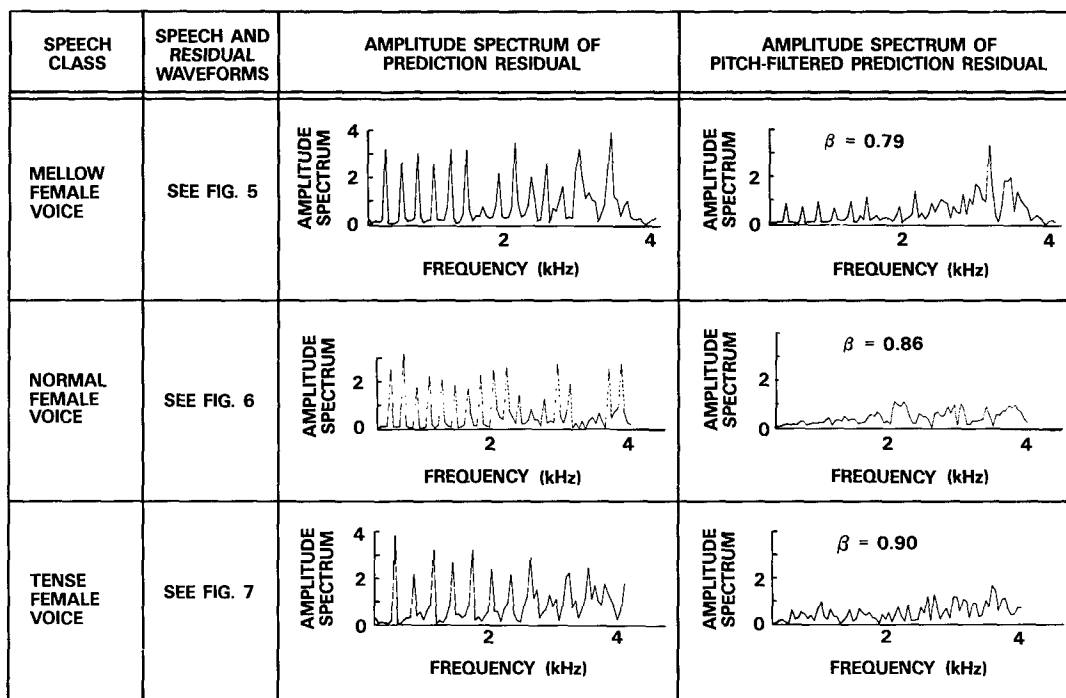 SPEECH
CLASS
SPEECH AND
RESIDUAL
WAVEFORMS
AMPLITUDE SPECTRUM OF
PREDICTION RESIDUAL
AMPLITUDE SPECTRUM OF
PITCH-FILTERED PREDICTION RESIDUAL
MELLOW
FEMALE
VOICE
SEE FIG. 5
AMPLITUDE
SPECTRUM
4
2
0
2
4
FREQUENCY (kHz)
AMPLITUDE
SPECTRUM
β = 0.79
4
2
0
2
4
FREQUENCY (kHz)
NORMAL
FEMALE
VOICE
SEE FIG. 6
AMPLITUDE
SPECTRUM
2
0
2
4
FREQUENCY (kHz)
AMPLITUDE
SPECTRUM
β = 0.86
2
0
2
4
FREQUENCY (kHz)
TENSE
FEMALE
VOICE
SEE FIG. 7
AMPLITUDE
SPECTRUM
4
2
0
2
4
FREQUENCY (kHz)
AMPLITUDE
SPECTRUM
β = 0.90
4
2
0
2
4
FREQUENCY (kHz)